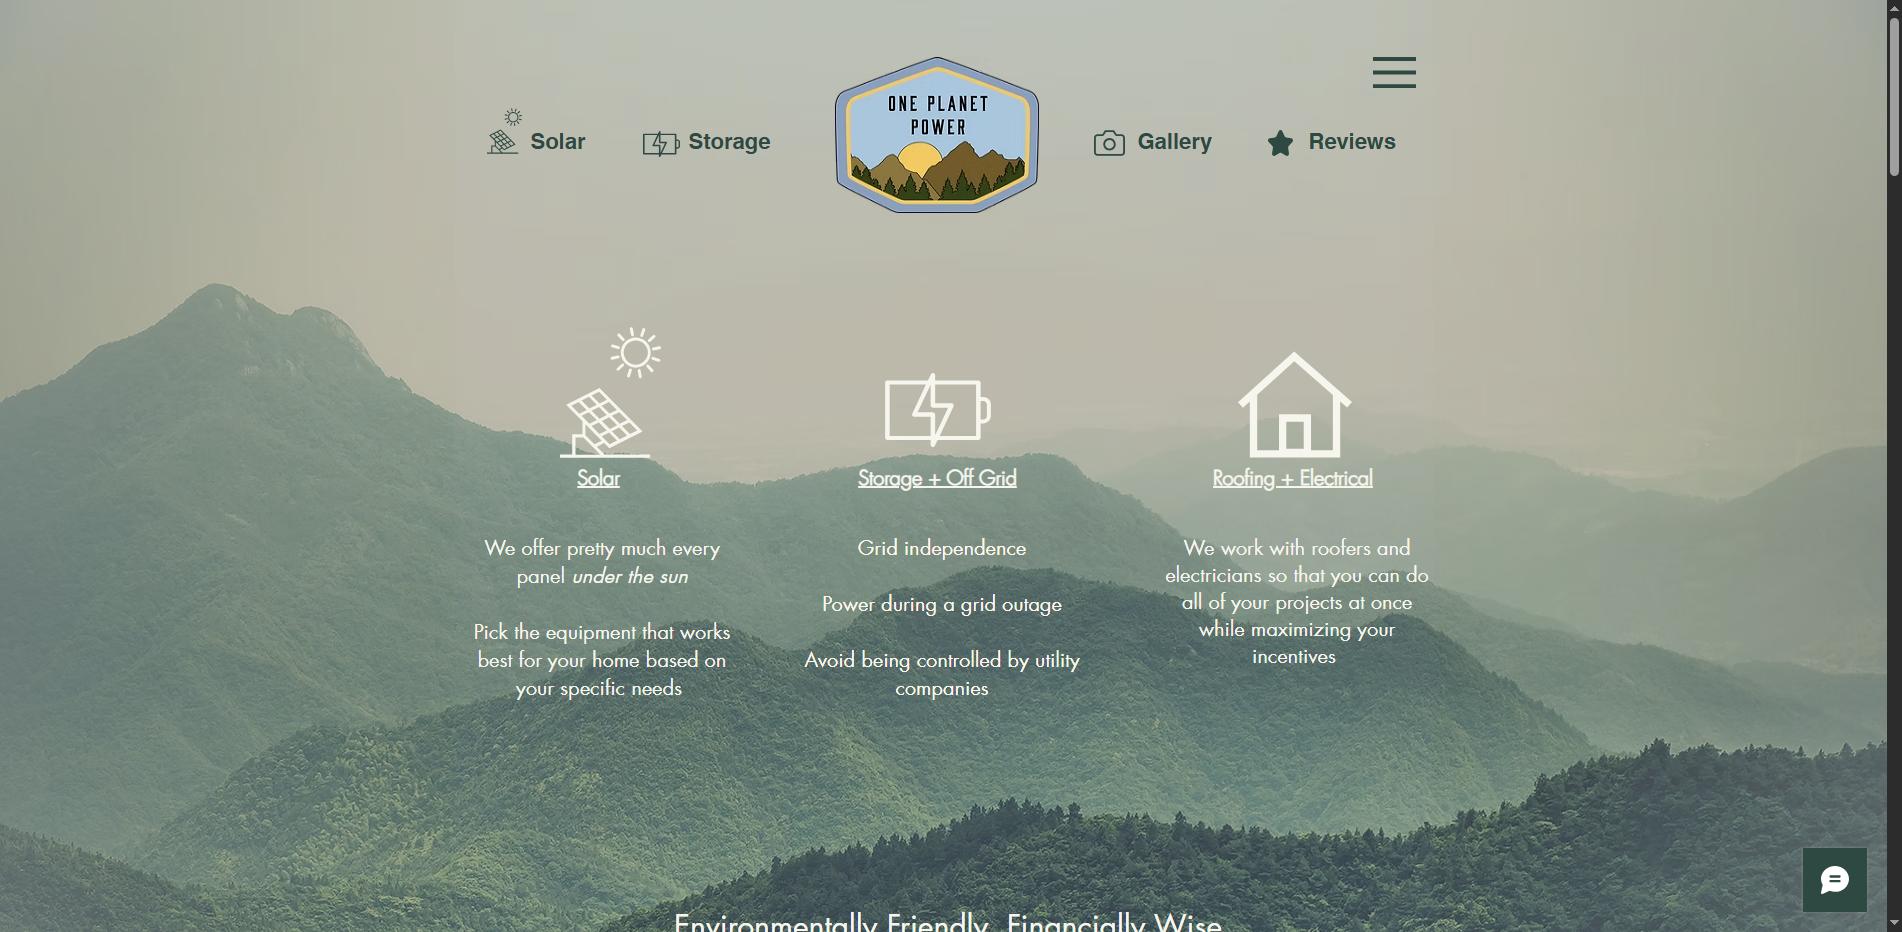 ONE PLANET
POWER
Solar
Storage
Gallery
Reviews
Solar
We offer pretty much every
panel under the sun
Pick the equipment that works
best for your home based on
your specific needs
Storage + Off Grid
Grid independence
Power during a grid outage
Avoid being controlled by utility
companies
Roofing + Electrical
We work with roofers and
electricians so that you can do
all of your projects at once
while maximizing your
incentives
Environmentally Friendly, Financially Wise